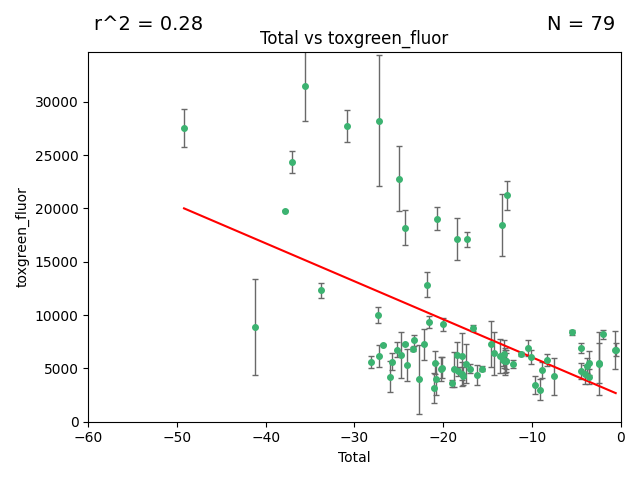 r^2 = 0.28
N = 79
Total vs toxgreen_fluor
30000
25000
20000
15000
10000
5000
0
toxgreen_fluor
−60
−50
−40
−30
−20
−10
0
Total